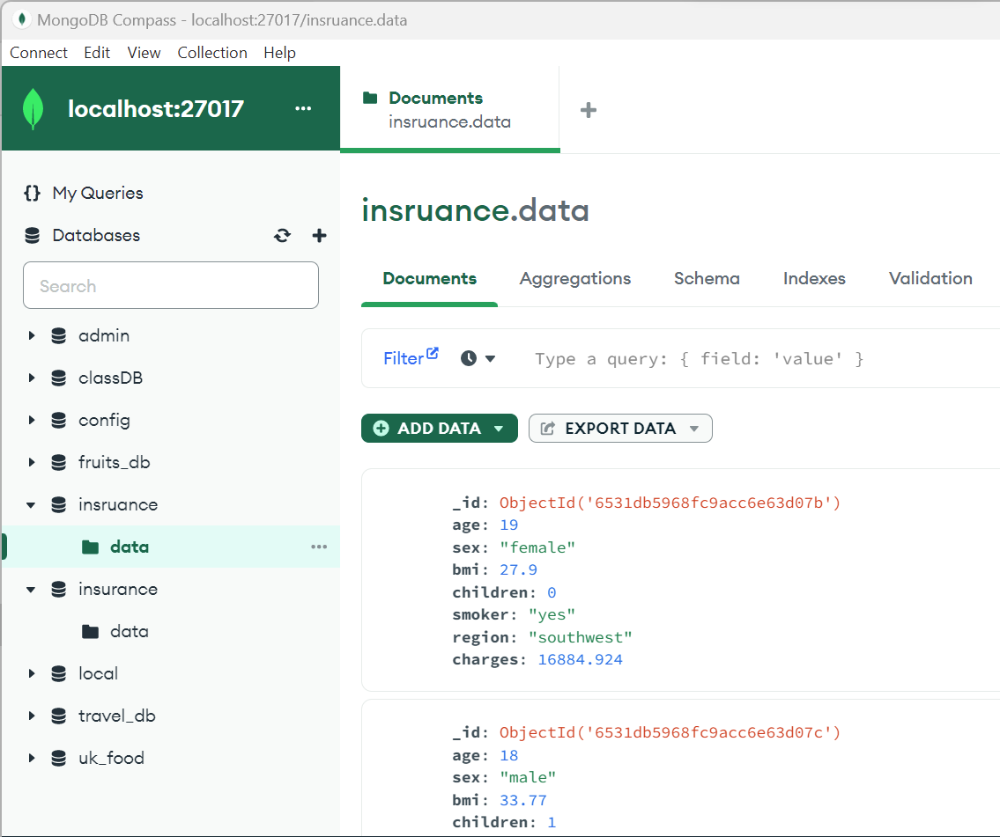 MongoDB Compass - localhost:27017/insruance.data
Connect Edit View Collection Help
localhost:27017 ...
Documents
insruance.data
{} My Queries
Databases
Search
admin
classDB
config
fruits_db
insruance
data ...
insurance
data
local
travel_db
uk_food
insruance.data
Documents Aggregations Schema Indexes Validation
Filter Type a query: { field: 'value' }
ADD DATA EXPORT DATA
_id: ObjectId('6531db5968fc9acc6e63d07b')
age: 19
sex: "female"
bmi: 27.9
children: 0
smoker: "yes"
region: "southwest"
charges: 16884.924
_id: ObjectId('6531db5968fc9acc6e63d07c')
age: 18
sex: "male"
bmi: 33.77
children: 1